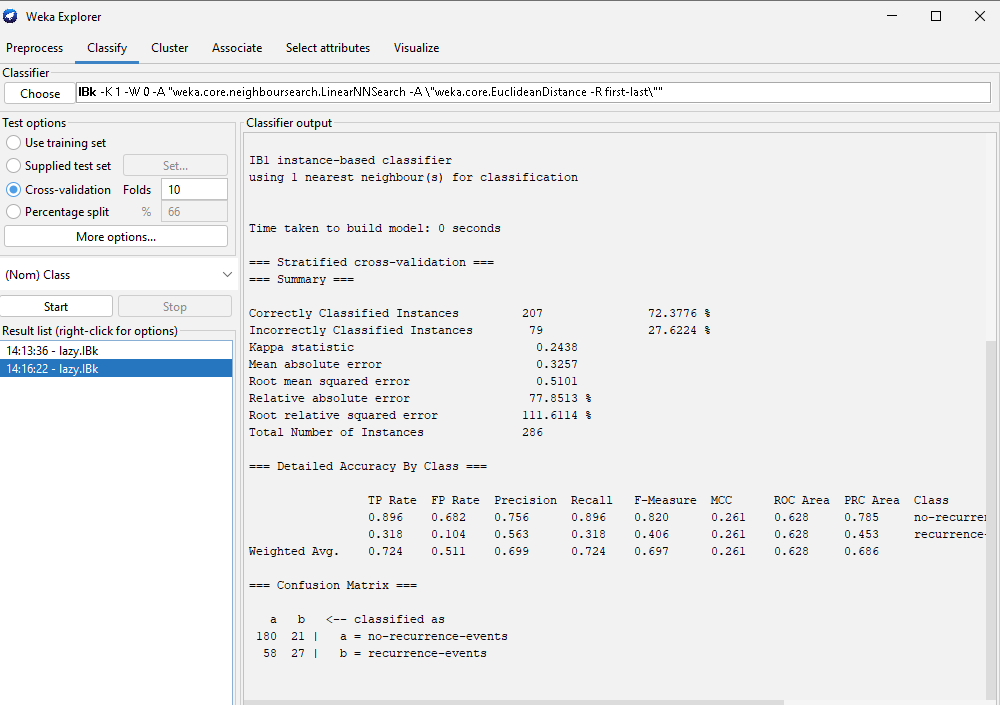 Weka Explorer
Preprocess Classify Cluster Associate Select attributes Visualize
Classifier
Choose IBk -K 1 -W 0 -A "weka.core.neighboursearch.LinearNNSearch -A \"weka.core.EuclideanDistance -R first-last\""
Test options
Use training set
Supplied test set Set...
Cross-validation Folds 10
Percentage split % 66
More options...
(Nom) Class
Start Stop
Result list (right-click for options)
14:13:36 - lazy.IBk
14:16:22 - lazy.IBk
Classifier output
IB1 instance-based classifier
using 1 nearest neighbour(s) for classification
Time taken to build model: 0 seconds
=== Stratified cross-validation ===
=== Summary ===
Correctly Classified Instances 207 72.3776 %
Incorrectly Classified Instances 79 27.6224 %
Kappa statistic 0.2438
Mean absolute error 0.3257
Root mean squared error 0.5101
Relative absolute error 77.8513 %
Root relative squared error 111.6114 %
Total Number of Instances 286
=== Detailed Accuracy By Class ===
TP Rate FP Rate Precision Recall F-Measure MCC ROC Area PRC Area Class
0.896 0.682 0.756 0.896 0.820 0.261 0.628 0.785 no-recurren
0.318 0.104 0.563 0.318 0.406 0.261 0.628 0.453 recurrence-
Weighted Avg. 0.724 0.511 0.699 0.724 0.697 0.261 0.628 0.686
=== Confusion Matrix ===
a b <-- classified as
180 21 | a = no-recurrence-events
58 27 | b = recurrence-events